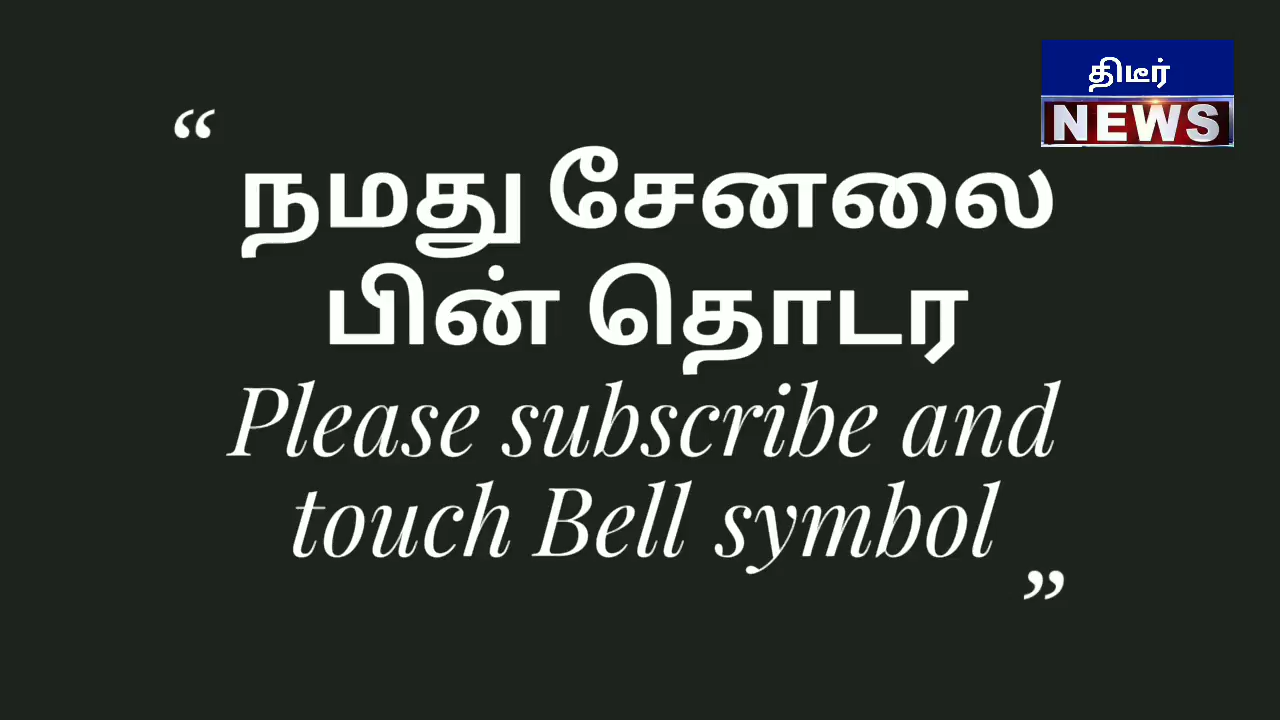 திடீர்
NEWS
“
நமது சேனலை
பின் தொடர
Please subscribe and
touch Bell symbol
”